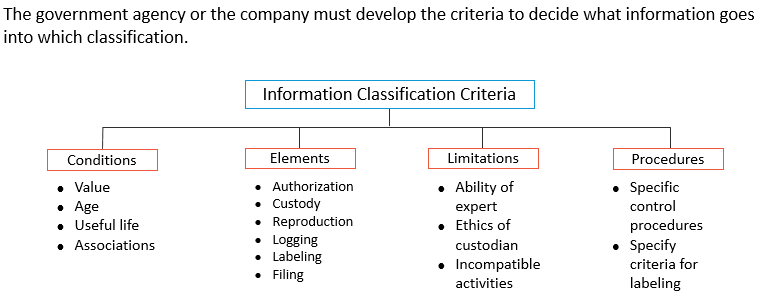 The government agency or the company must develop the criteria to decide what information goes
into which classification.
Information Classification Criteria
Conditions
• Value
• Age
• Useful life
• Associations
Elements
• Authorization
• Custody
• Reproduction
• Logging
• Labeling
• Filing
Limitations
• Ability of
expert
• Ethics of
custodian
• Incompatible
activities
Procedures
• Specific
control
procedures
• Specify
criteria for
labeling